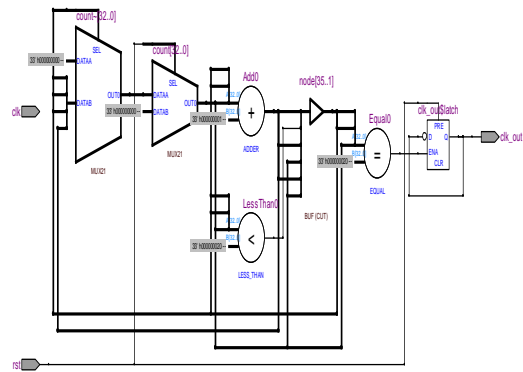 count~[32..0]
SEL
DATAA
DATAB
OUT0
MUX21
count[32..0]
SEL
DATAA
DATAB
OUT0
MUX21
Add0
+
ADDER
node[35..1]
BUF (CUT)
LessThan0
<
LESS_THAN
Equal0
=
EQUAL
clk_out$latch
PRE
D
Q
ENA
CLR
clk
clk_out
rst